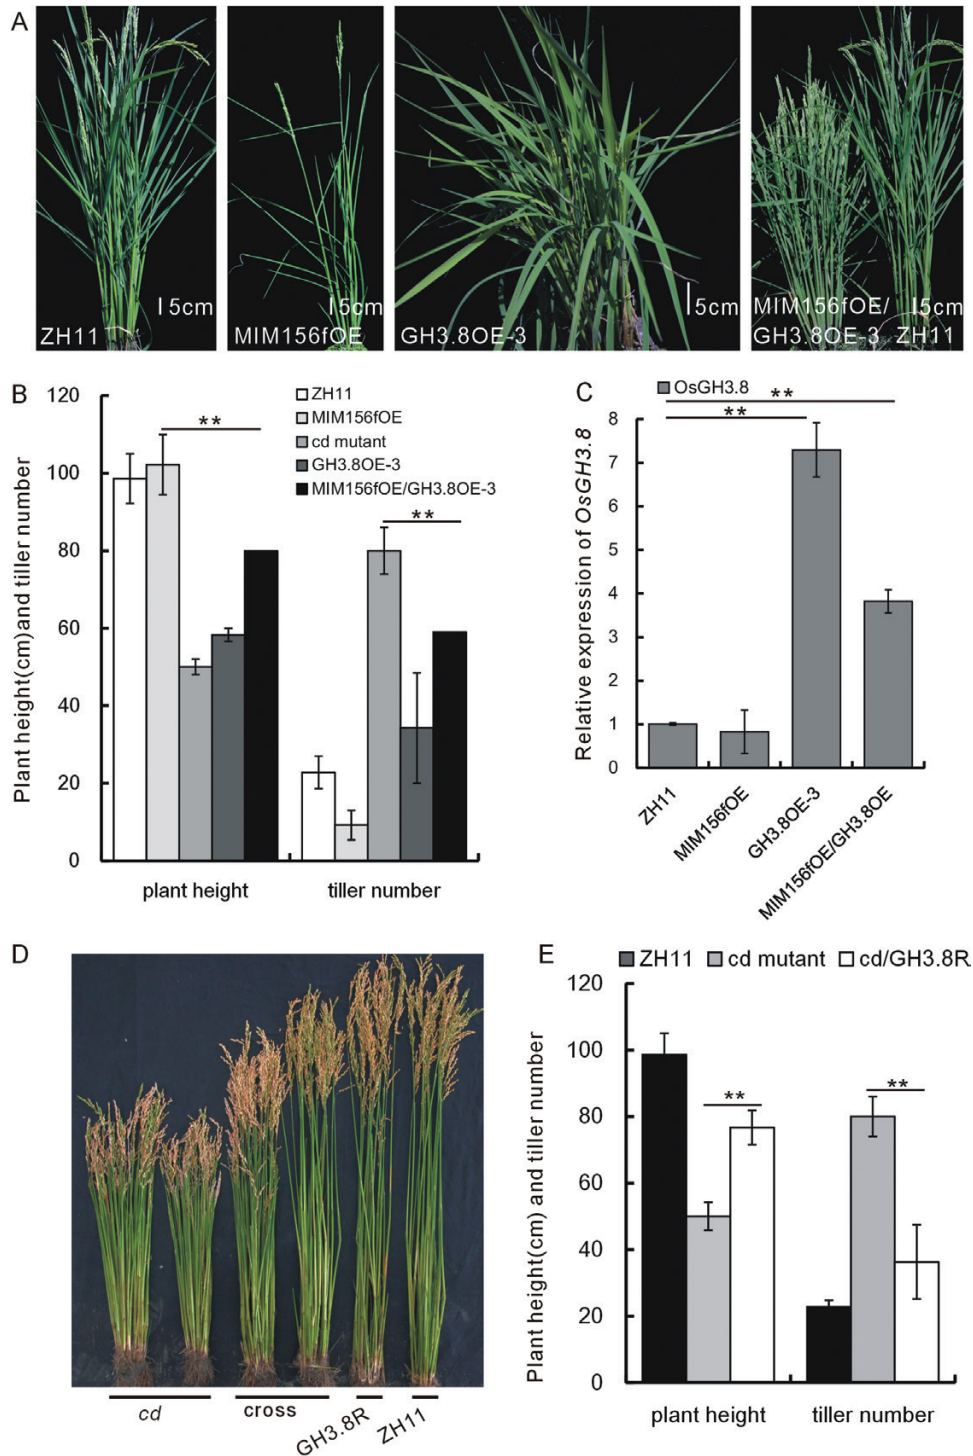 A
ZH11
5cm
MIM156fOE
5cm
GH3.8OE-3
5cm
MIM156fOE/
GH3.8OE-3
5cm
ZH11
B
Plant height(cm)and tiller number
120
100
80
60
40
20
0
ZH11
MIM156fOE
cd mutant
GH3.8OE-3
MIM156fOE/GH3.8OE-3
**
**
plant height
tiller number
C
OsGH3.8
**
**
Relative expression of OsGH3.8
8
7
6
5
4
3
2
1
0
ZH11
MIM156fOE
GH3.8OE-3
MIM156fOE/GH3.8OE
D
cd
cross
GH3.8R
ZH11
E
ZH11
cd mutant
cd/GH3.8R
Plant height(cm) and tiller number
120
100
80
60
40
20
0
**
**
plant height
tiller number